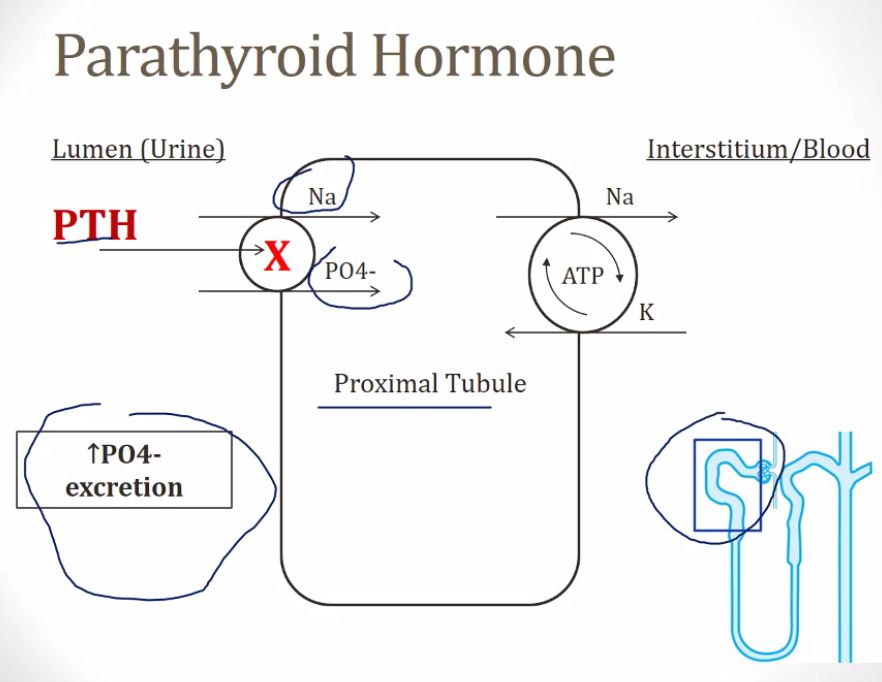 Parathyroid Hormone
Lumen (Urine)
Interstitium/Blood
PTH
X
Na
PO4-
Na
ATP
K
Proximal Tubule
↑PO4-
excretion